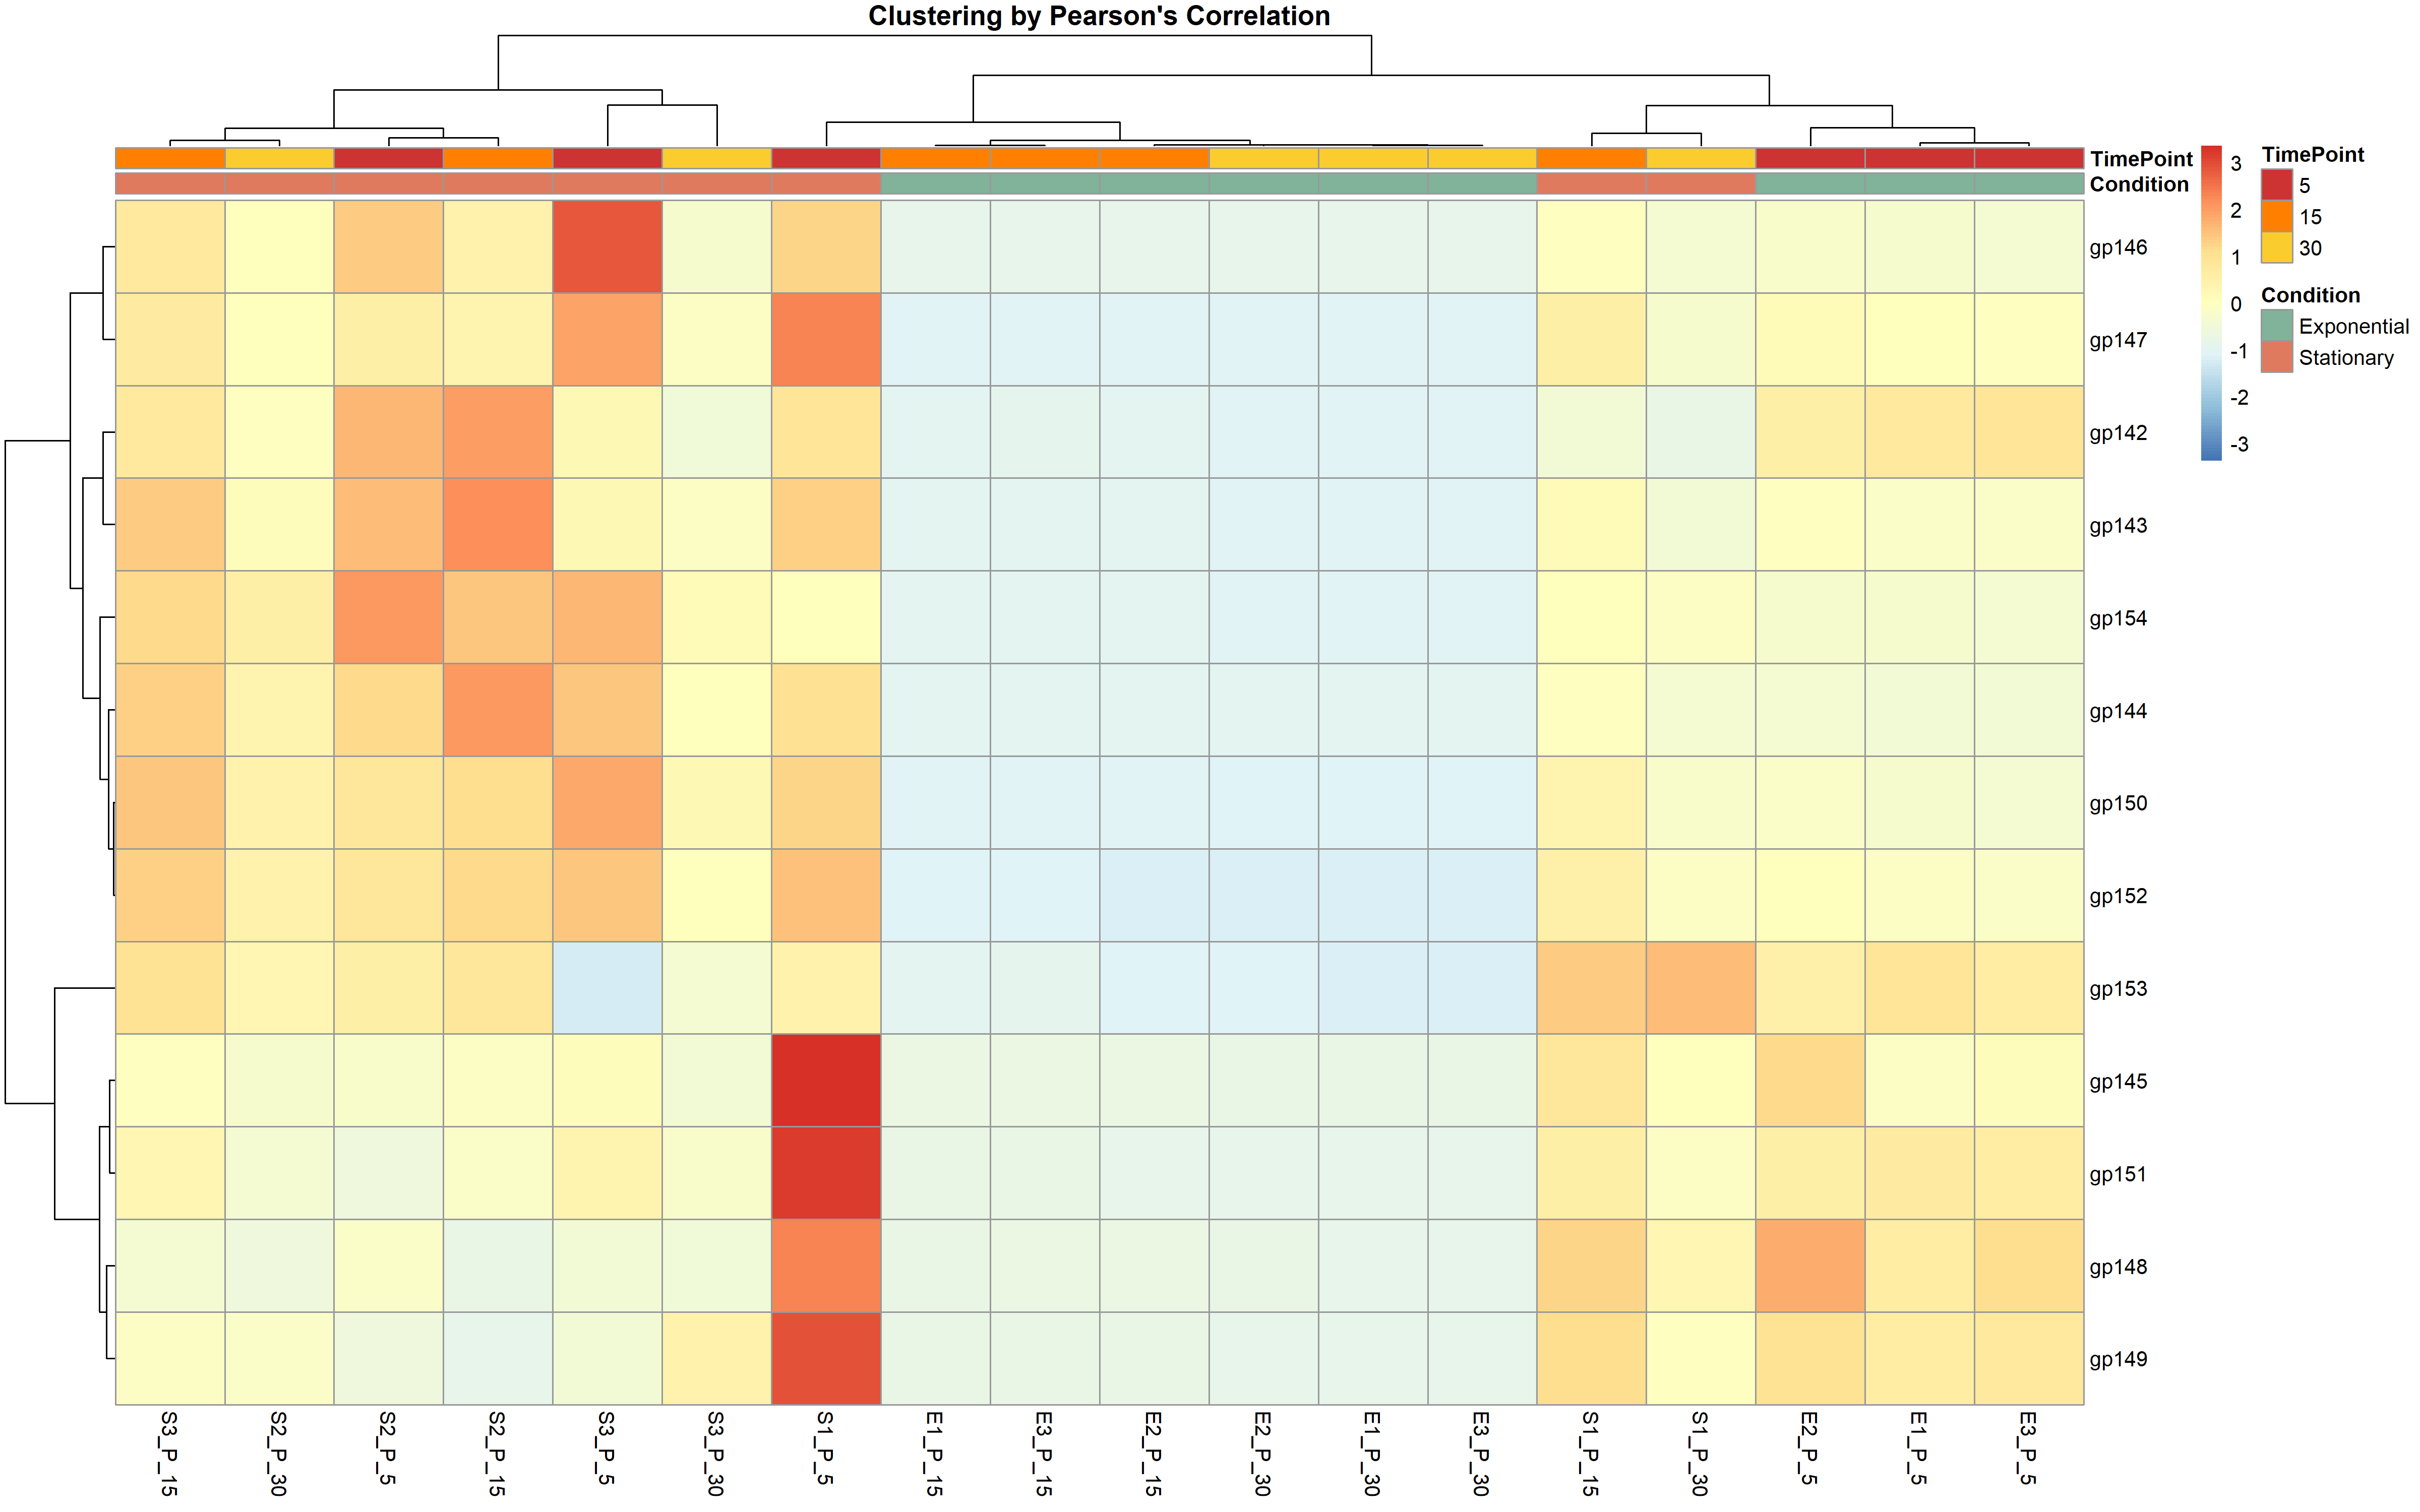 Clustering by Pearson's Correlation
TimePoint
Condition
gp146
gp147
gp142
gp143
gp154
gp144
gp150
gp152
gp153
gp145
gp151
gp148
gp149
S3_P_15
S2_P_30
S2_P_5
S2_P_15
S3_P_5
S3_P_30
S1_P_5
E1_P_15
E3_P_15
E2_P_15
E2_P_30
E1_P_30
E3_P_30
S1_P_15
S1_P_30
E2_P_5
E1_P_5
E3_P_5
3
2
1
0
-1
-2
-3
TimePoint
5
15
30
Condition
Exponential
Stationary